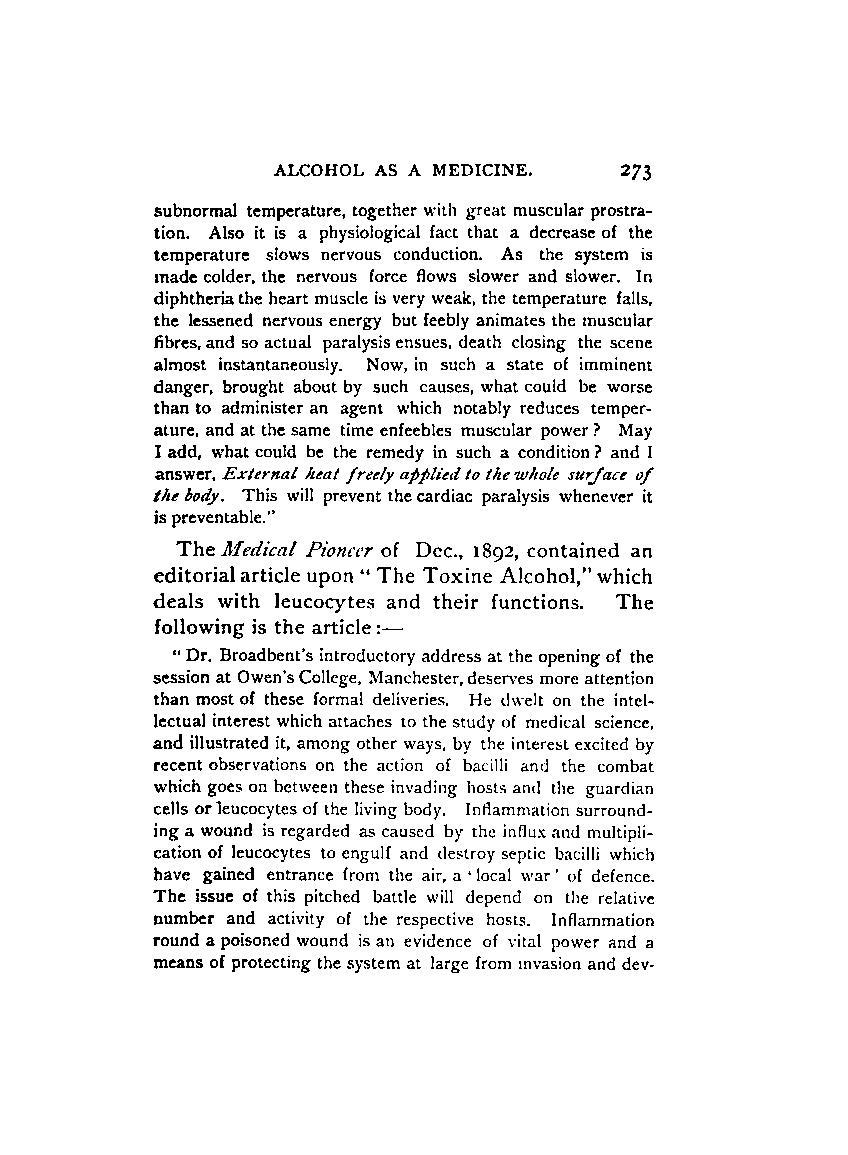 ALCOHOL AS A MEDICINE. 273
subnormal temperature, together with great muscular prostra-
tion. Also it is a physiological fact that a decrease of the
temperature slows nervous conduction. As the system is
made colder, the nervous force flows slower and slower. In
diphtheria the heart muscle is very weak, the temperature falls,
the lessened nervous energy but feebly animates the muscular
fibres, and so actual paralysis ensues, death closing the scene
almost instantaneously. Now, in such a state of imminent
danger, brought about by such causes, what could be worse
than to administer an agent which notably reduces temper-
ature, and at the same time enfeebles muscular power? May
I add, what could be the remedy in such a condition? and I
answer, External heat freely applied to the whole surface of
the body. This will prevent the cardiac paralysis whenever it
is preventable."
The Medical Pioneer of Dec., 1892, contained an
editorial article upon "The Toxine Alcohol," which
deals with leucocytes and their functions. The
following is the article:—
"Dr. Broadbent's introductory address at the opening of the
session at Owen's College, Manchester, deserves more attention
than most of these formal deliveries. He dwelt on the intel-
lectual interest which attaches to the study of medical science,
and illustrated it, among other ways, by the interest excited by
recent observations on the action of bacilli and the combat
which goes on between these invading hosts and the guardian
cells or leucocytes of the living body. Inflammation surround-
ing a wound is regarded as caused by the influx and multipli-
cation of leucocytes to engulf and destroy septic bacilli which
have gained entrance from the air, a 'local war' of defence.
The issue of this pitched battle will depend on the relative
number and activity of the respective hosts. Inflammation
round a poisoned wound is an evidence of vital power and a
means of protecting the system at large from invasion and dev-